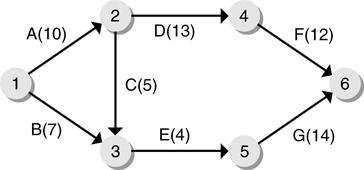 2
4
A(10)
D(13)
F(12)
1
C(5)
6
B(7)
E(4)
G(14)
3
5